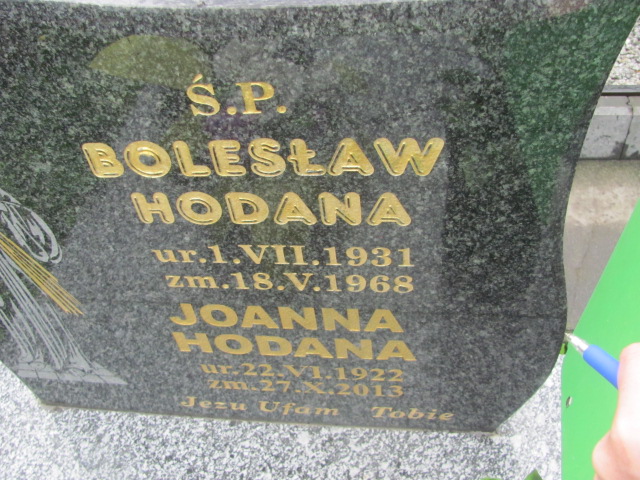 Ś.P.
BOLESŁAW
HODANA
ur.1.VII.1931
zm.18.V.1968
JOANNA
HODANA
ur.22.VI.1922
zm.27.X.2013
Jezu Ufam Tobie